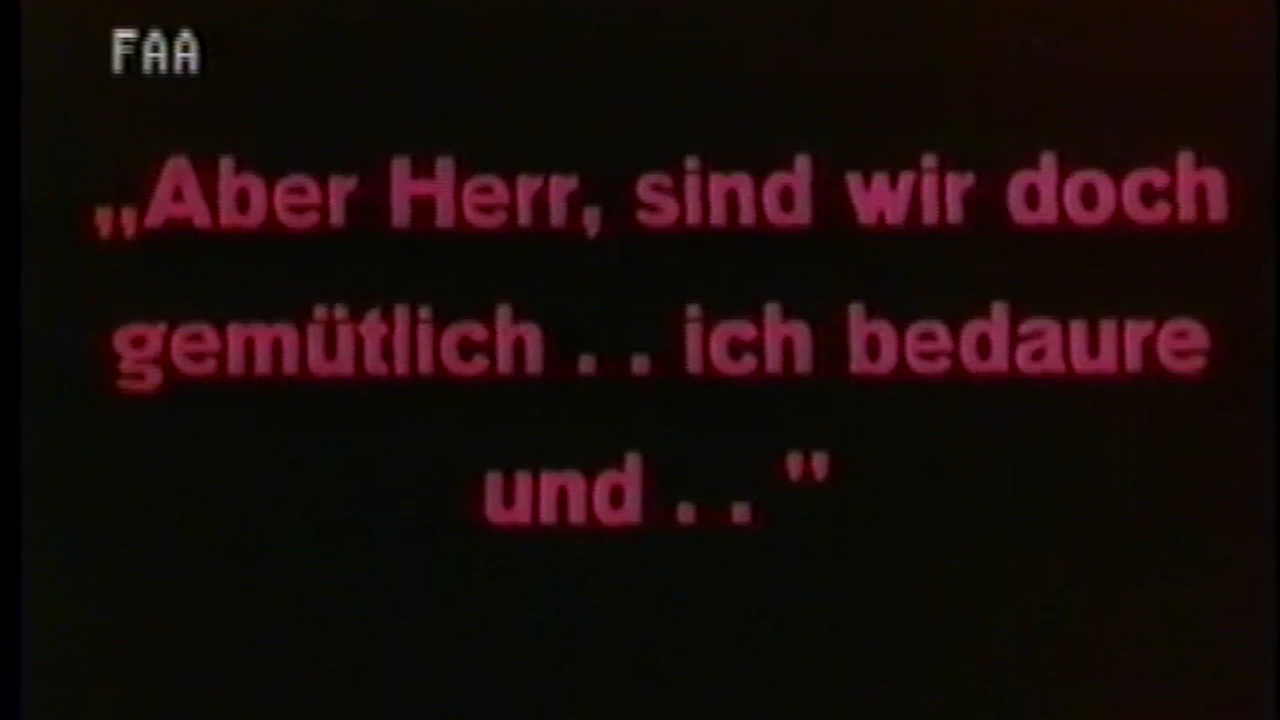 FAA
„Aber Herr, sind wir doch
gemütlich . . ich bedaure
und . . "